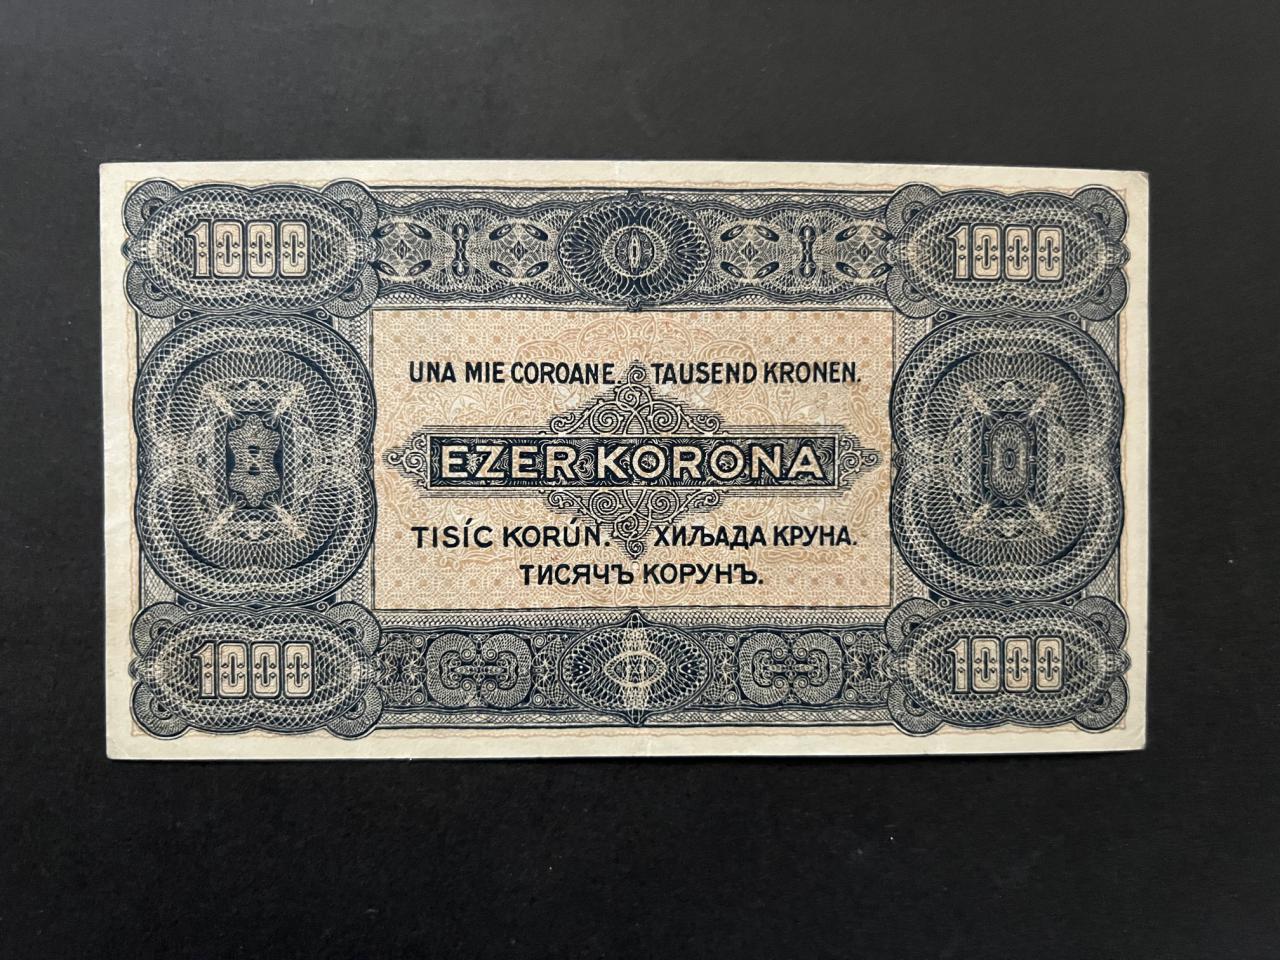 1000 1000
UNA MIE COROANE. TAUSEND KRONEN.
EZER KORONA
TISÍC KORÚN. ХИЉАДА КРУНА.
ТИСЯЧЪ КОРУНЪ.
1000 1000